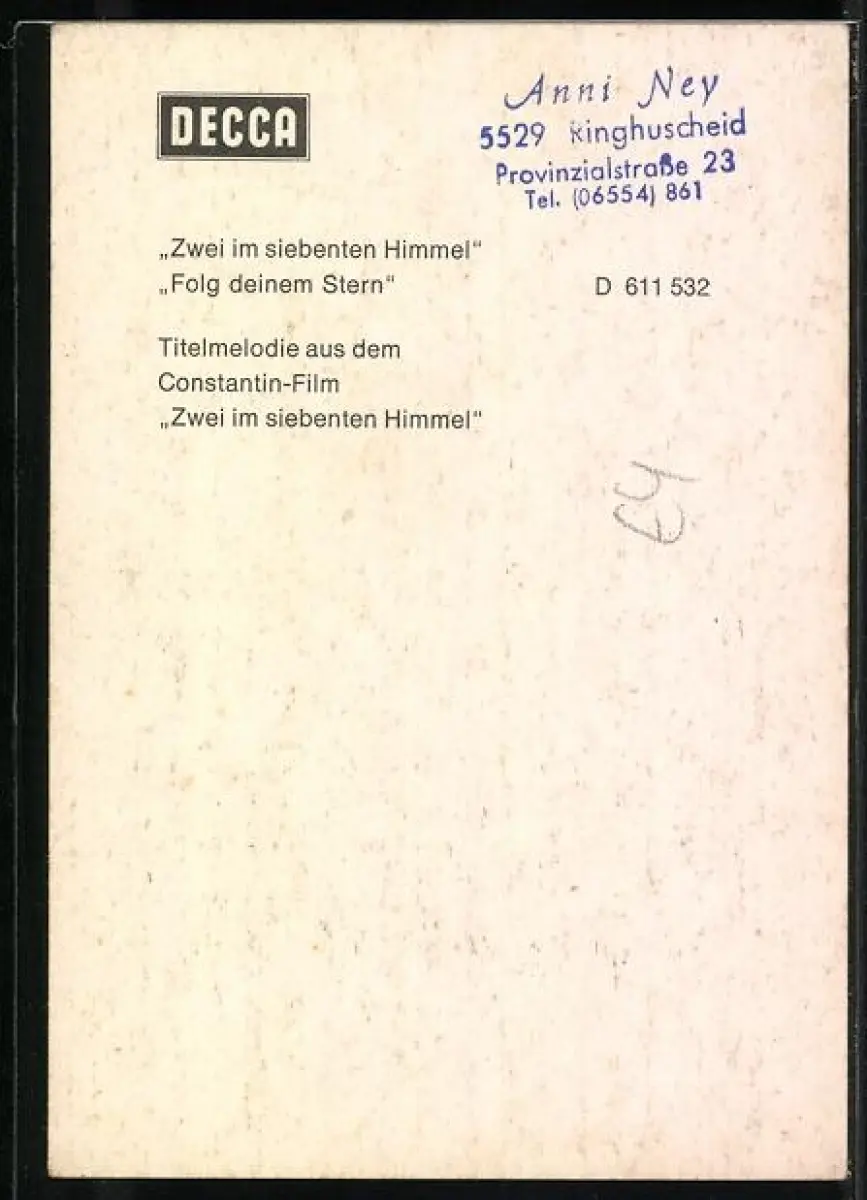 DECCA
Anni Ney
5529 Ringhuscheid
Provinzialstraße 23
Tel. (06554) 861
„Zwei im siebenten Himmel“
„Folg deinem Stern“
D 611 532
Titelmelodie aus dem
Constantin-Film
„Zwei im siebenten Himmel“